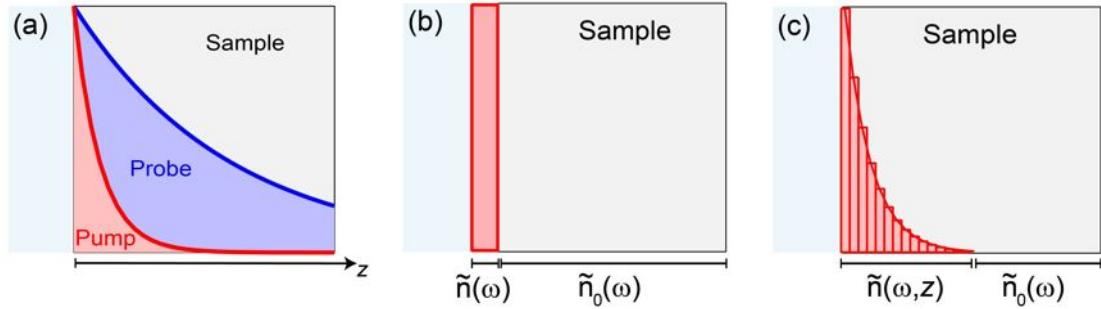 (a)
Sample
Probe
Pump
z
(b)
Sample
ñ(ω)
ñ₀(ω)
(c)
Sample
ñ(ω,z)
ñ₀(ω)